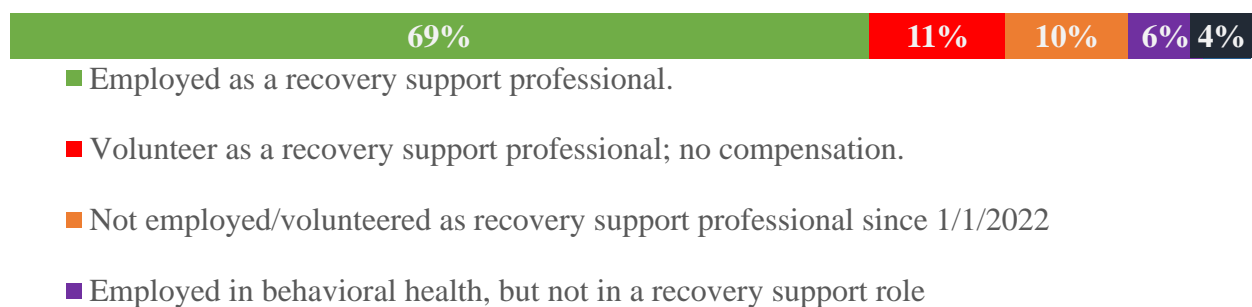 69% 11% 10% 6% 4%
Employed as a recovery support professional.
Volunteer as a recovery support professional; no compensation.
Not employed/volunteered as recovery support professional since 1/1/2022
Employed in behavioral health, but not in a recovery support role